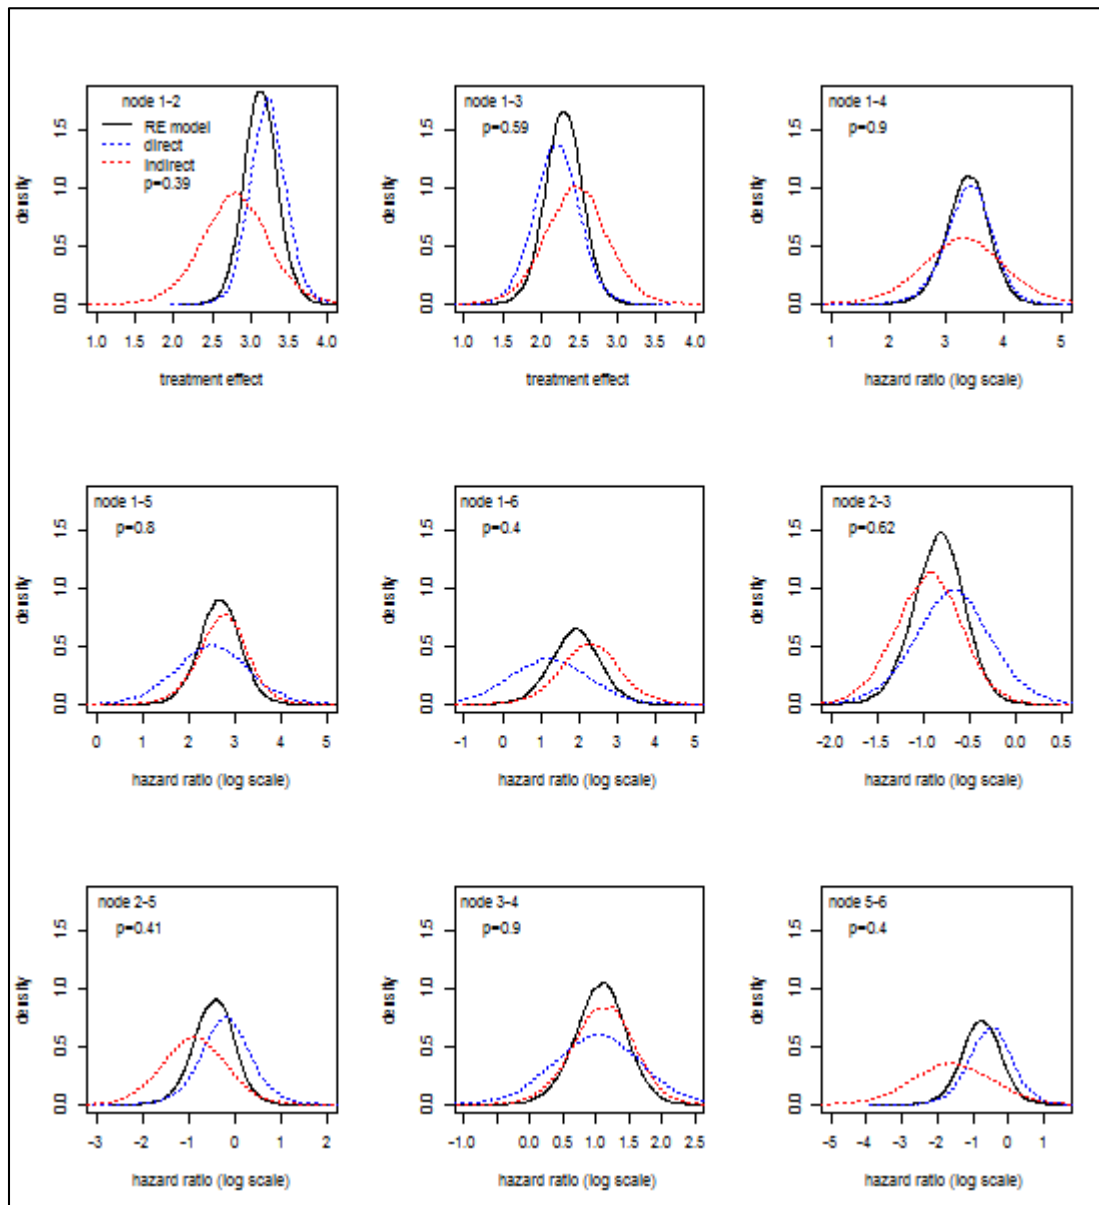 node 1-2
RE model
direct
indirect
p=0.39
density
0.0 0.5 1.0 1.5
1.0 1.5 2.0 2.5 3.0 3.5 4.0
treatment effect
node 1-3
p=0.59
density
0.0 0.5 1.0 1.5
1.0 1.5 2.0 2.5 3.0 3.5 4.0
treatment effect
node 1-4
p=0.9
density
0.0 0.5 1.0 1.5
1 2 3 4 5
hazard ratio (log scale)
node 1-5
p=0.8
density
0.0 0.5 1.0 1.5
0 1 2 3 4 5
hazard ratio (log scale)
node 1-6
p=0.4
density
0.0 0.5 1.0 1.5
-1 0 1 2 3 4 5
hazard ratio (log scale)
node 2-3
p=0.62
density
0.0 0.5 1.0 1.5
-2.0 -1.5 -1.0 -0.5 0.0 0.5
hazard ratio (log scale)
node 2-5
p=0.41
density
0.0 0.5 1.0 1.5
-3 -2 -1 0 1 2
hazard ratio (log scale)
node 3-4
p=0.9
density
0.0 0.5 1.0 1.5
-1.0 0.0 0.5 1.0 1.5 2.0 2.5
hazard ratio (log scale)
node 5-6
p=0.4
density
0.0 0.5 1.0 1.5
-5 -4 -3 -2 -1 0 1
hazard ratio (log scale)